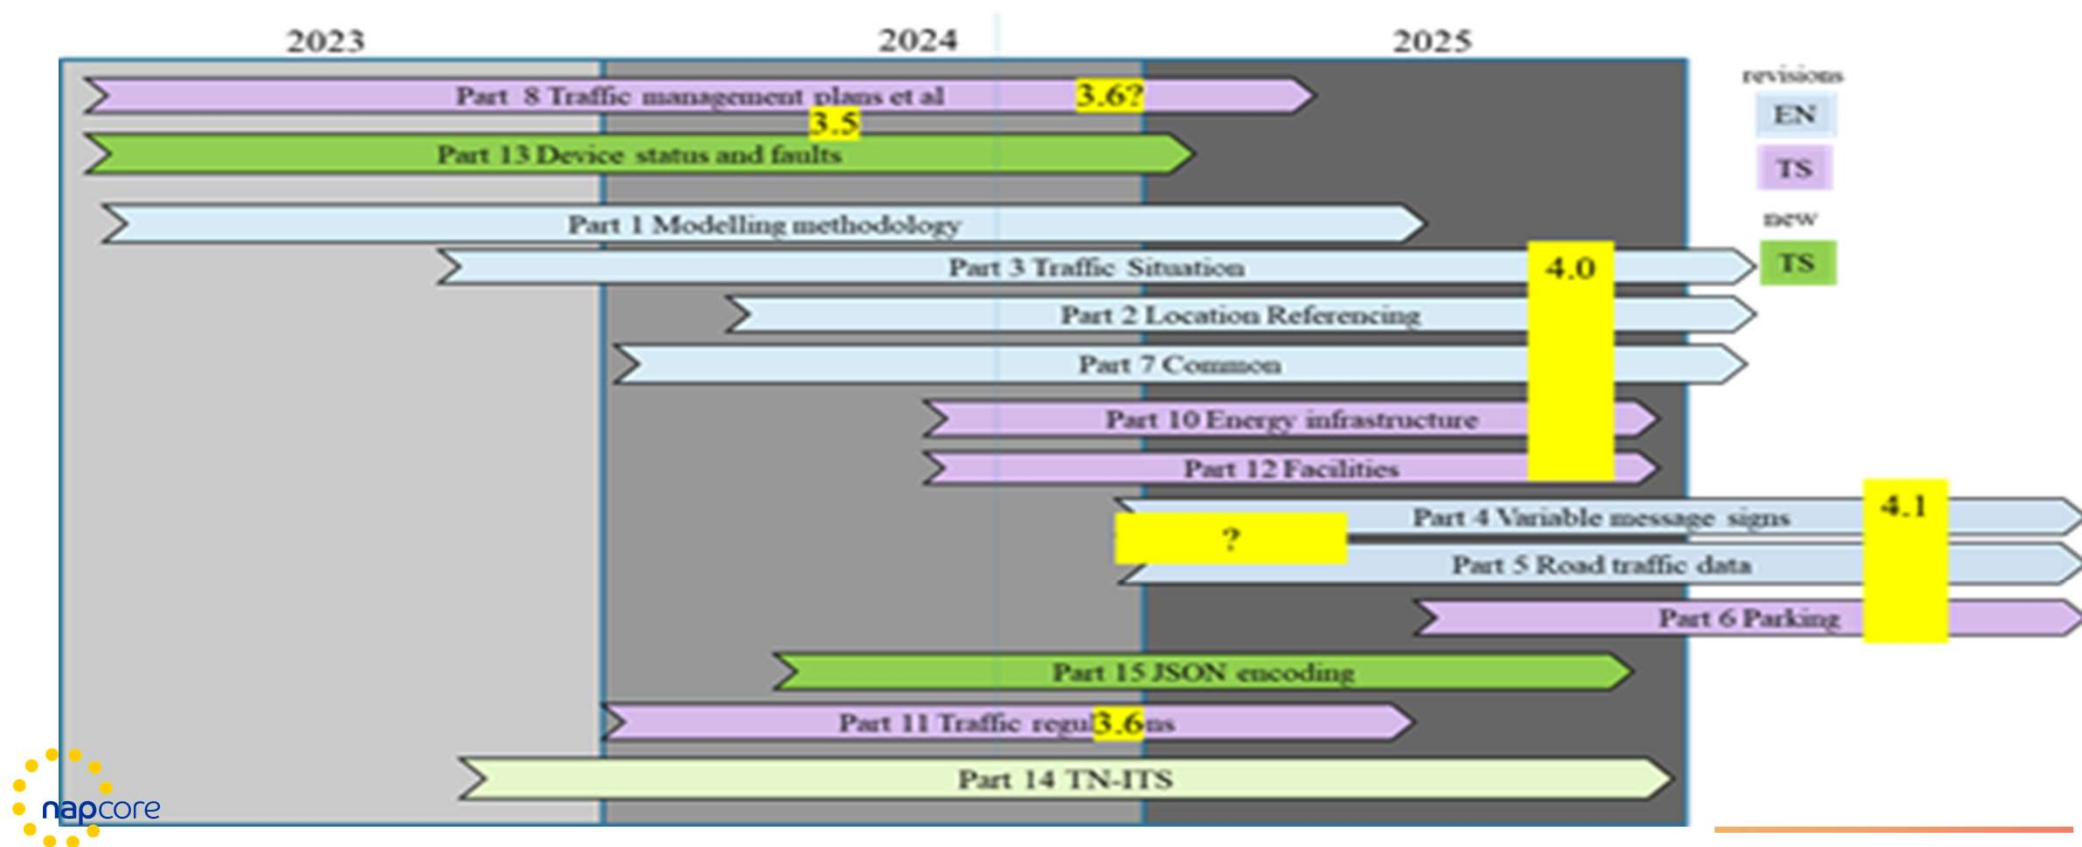 2023 2024 2025
revisions
EN
TS
new
TS
Part 8 Traffic management plans et al 3.6?
3.5
Part 13 Device status and faults
Part 1 Modelling methodology
Part 3 Traffic Situation
4.0
Part 2 Location Referencing
Part 7 Common
Part 10 Energy infrastructure
Part 12 Facilities
Part 4 Variable message signs
4.1
?
Part 5 Road traffic data
Part 6 Parking
Part 15 JSON encoding
Part 11 Traffic regul3.6ns
Part 14 TN-ITS
napcore